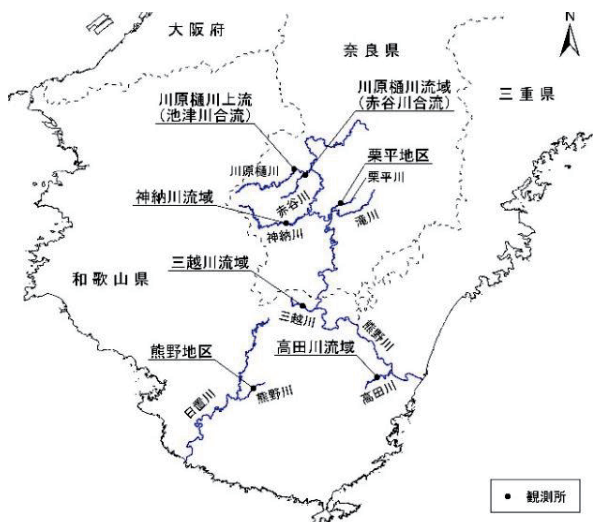 N
大阪府
奈良県
三重県
川原樋川上流
(池津川合流)
川原樋川流域
(赤谷川合流)
栗平地区
栗平川
川原樋川
赤谷川
滝川
神納川流域
神納川
和歌山県
三越川流域
三越川
熊野川
熊野地区
高田川流域
日置川
熊野川
高田川
● 観測所